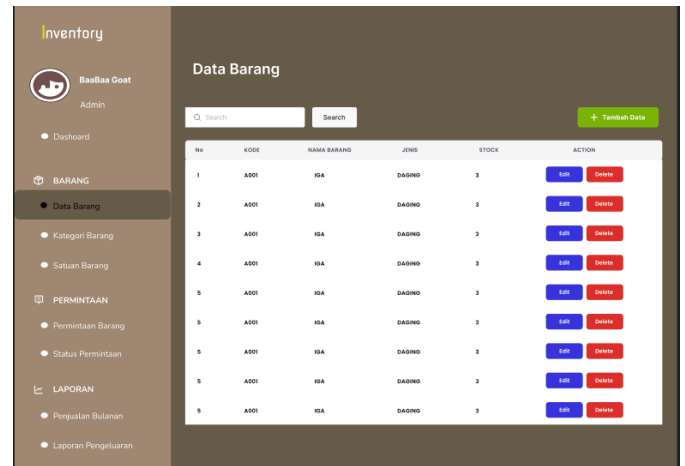 Inventory
BaaBaa Goat
Admin
Dashoard
BARANG
Data Barang
Kategori Barang
Satuan Barang
PERMINTAAN
Permintaan Barang
Status Permintaan
LAPORAN
Penjualan Bulanan
Laporan Pengeluaran
Data Barang
Search Search + Tambah Data
No KODE NAMA BARANG JENIS STOCK ACTION
1 A001 IGA DAGING 3 Edit Delete
2 A001 IGA DAGING 3 Edit Delete
3 A001 IGA DAGING 3 Edit Delete
4 A001 IGA DAGING 3 Edit Delete
5 A001 IGA DAGING 3 Edit Delete
5 A001 IGA DAGING 3 Edit Delete
5 A001 IGA DAGING 3 Edit Delete
5 A001 IGA DAGING 3 Edit Delete
5 A001 IGA DAGING 3 Edit Delete